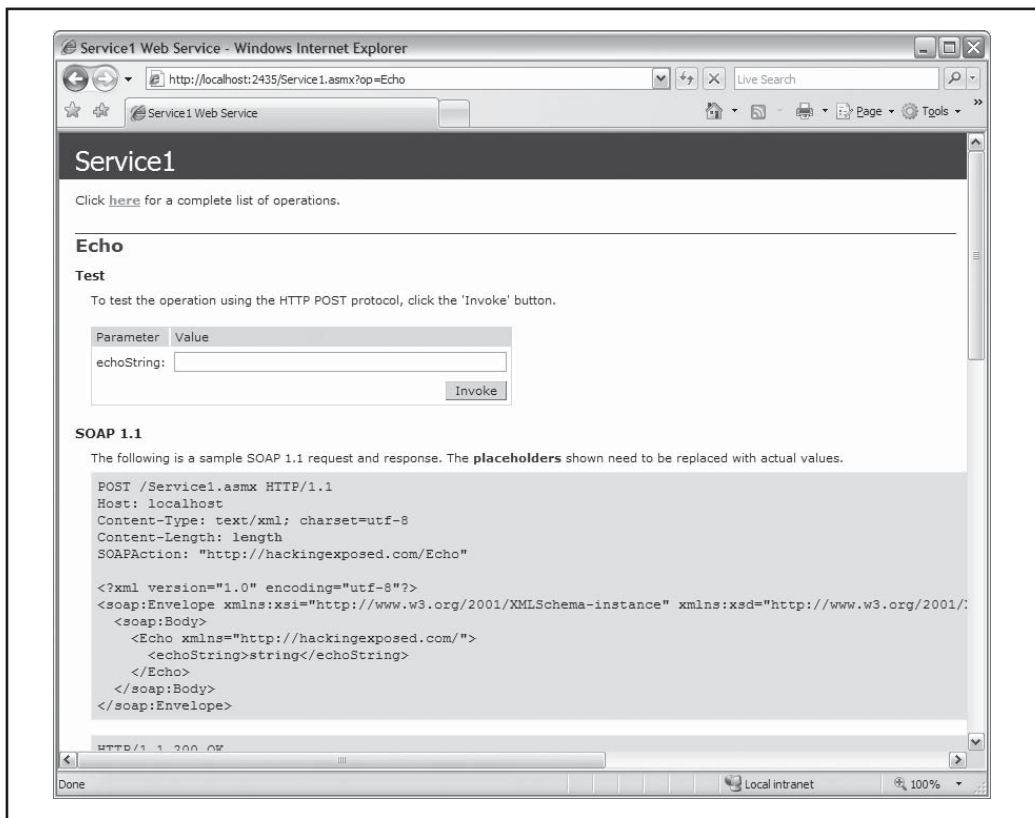 Service1 Web Service - Windows Internet Explorer
http://localhost:2435/Service1.asmx?op=Echo
Live Search
Service1 Web Service
Page
Tools
Service1
Click here for a complete list of operations.
Echo
Test
To test the operation using the HTTP POST protocol, click the 'Invoke' button.
Parameter Value
echoString:
Invoke
SOAP 1.1
The following is a sample SOAP 1.1 request and response. The placeholders shown need to be replaced with actual values.
POST /Service1.asmx HTTP/1.1
Host: localhost
Content-Type: text/xml; charset=utf-8
Content-Length: length
SOAPAction: "http://hackingexposed.com/Echo"
<?xml version="1.0" encoding="utf-8"?>
<soap:Envelope xmlns:xsi="http://www.w3.org/2001/XMLSchema-instance" xmlns:xsd="http://www.w3.org/2001/
<soap:Body>
<Echo xmlns="http://hackingexposed.com/">
<echoString>string</echoString>
</Echo>
</soap:Body>
</soap:Envelope>
HTTP/1.1 200 OK
Done
Local intranet
100%